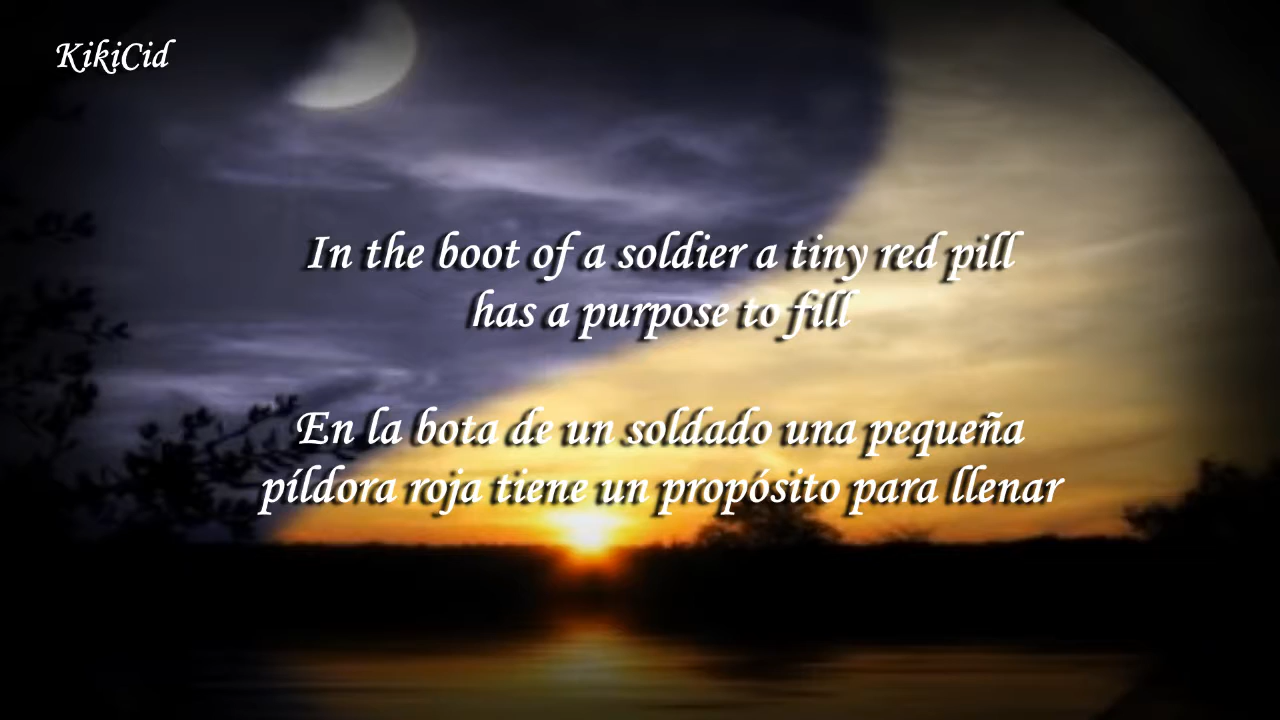 KikiCid
In the boot of a soldier a tiny red pill
has a purpose to fill
En la bota de un soldado una pequeña
píldora roja tiene un propósito para llenar